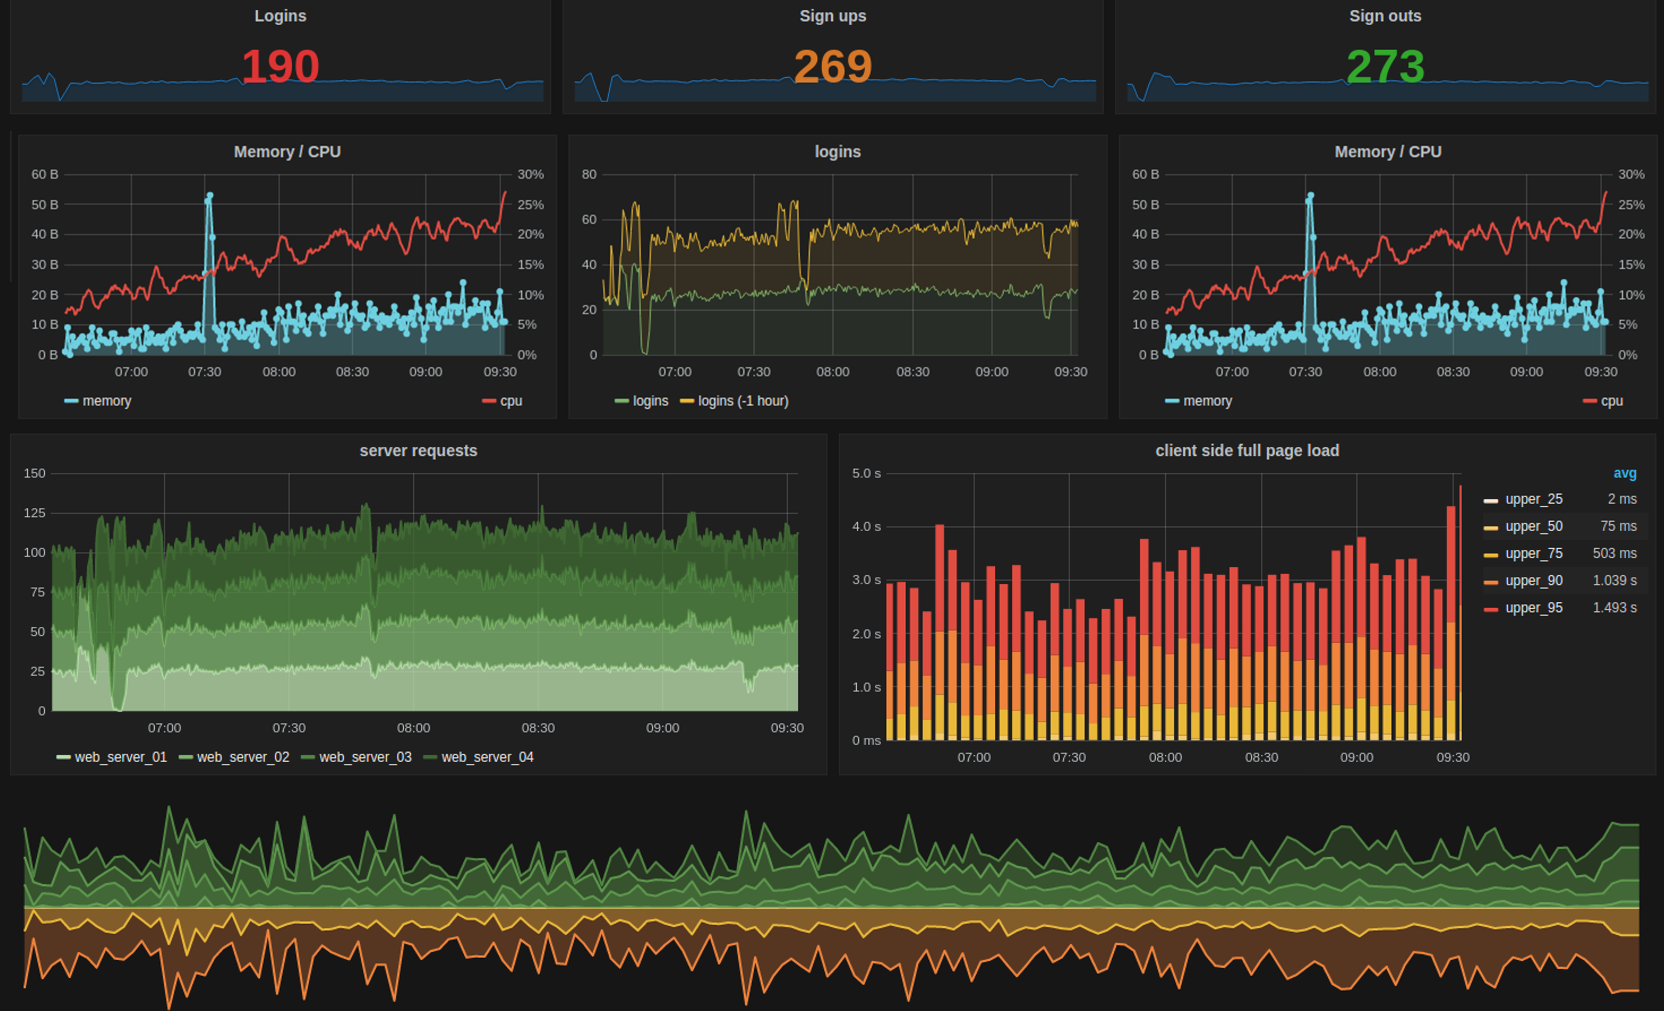 Logins
190
Sign ups
269
Sign outs
273
Memory / CPU
60 B
50 B
40 B
30 B
20 B
10 B
0 B
30%
25%
20%
15%
10%
5%
0%
07:00 07:30 08:00 08:30 09:00 09:30
memory cpu
logins
80
60
40
20
0
07:00 07:30 08:00 08:30 09:00 09:30
logins logins (-1 hour)
Memory / CPU
60 B
50 B
40 B
30 B
20 B
10 B
0 B
30%
25%
20%
15%
10%
5%
0%
07:00 07:30 08:00 08:30 09:00 09:30
memory cpu
server requests
150
125
100
75
50
25
0
07:00 07:30 08:00 08:30 09:00 09:30
web_server_01 web_server_02 web_server_03 web_server_04
client side full page load
5.0 s
4.0 s
3.0 s
2.0 s
1.0 s
0 ms
07:00 07:30 08:00 08:30 09:00 09:30
avg
upper_25 2 ms
upper_50 75 ms
upper_75 503 ms
upper_90 1.039 s
upper_95 1.493 s